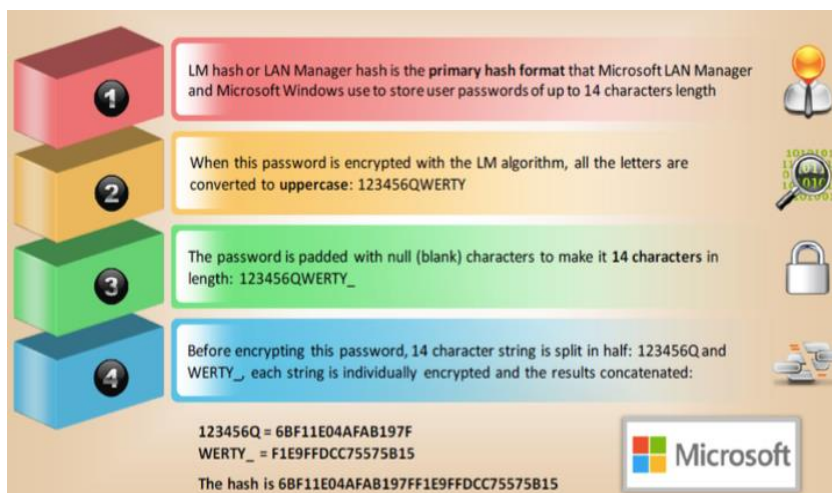 1
LM hash or LAN Manager hash is the primary hash format that Microsoft LAN Manager
and Microsoft Windows use to store user passwords of up to 14 characters length
2
When this password is encrypted with the LM algorithm, all the letters are
converted to uppercase: 123456QWERTY
3
The password is padded with null (blank) characters to make it 14 characters in
length: 123456QWERTY_
4
Before encrypting this password, 14 character string is split in half: 123456Q and
WERTY_, each string is individually encrypted and the results concatenated:
123456Q = 6BF11E04AFAB197F
WERTY_ = F1E9FFDCC75575B15
The hash is 6BF11E04AFAB197FF1E9FFDCC75575B15
Microsoft